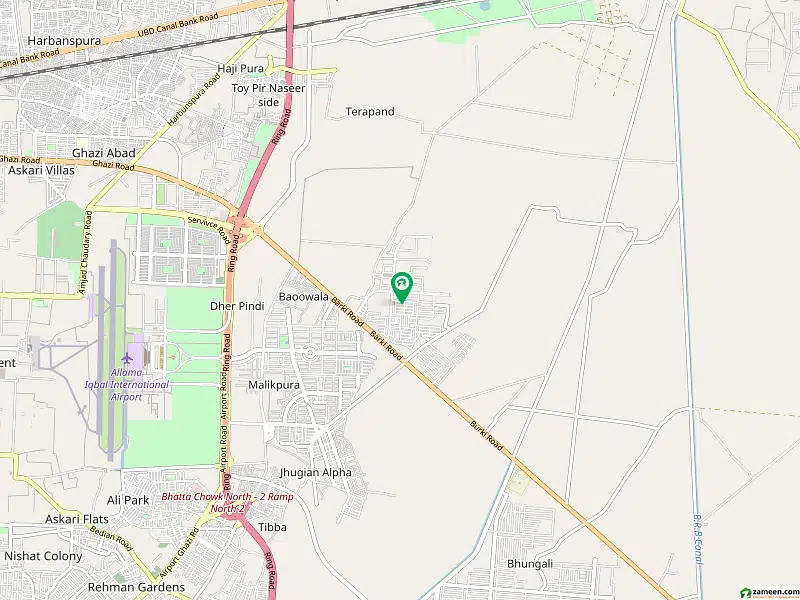 UBD Canal Bank Road
Harbanspura
Canal Bank Road
Haji Pura
Harbunspura Road
Toy Pir Naseer
side
Terapand
Ring Road
Ghazi Abad
Ghazi Road
Ghazi Road
Askari Villas
Servivce Road
Amjad Chaudary Road
Ring Road
Baoowala
Dher Pindi
Barki Road
Barki Road
Ring Road
ent
Allama
Iqbal International
Airport
Malikpura
Airport Road
Airport Road
Burki Road
Jhugian Alpha
Ring
Bhatta Chowk North - 2 Ramp
North-2
Ali Park
Askari Flats
Tibba
Bedian Road
Airport Ghazi Rd
B.R.B Canal
Nishat Colony
Ring Road
Bhungali
Rehman Gardens
zameen.com